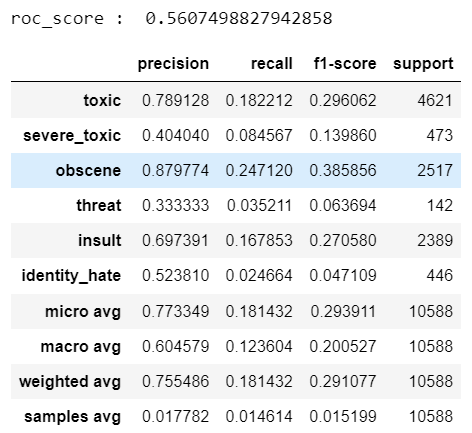 roc_score :  0.5607498827942858
precision recall f1-score support
toxic 0.789128 0.182212 0.296062 4621
severe_toxic 0.404040 0.084567 0.139860 473
obscene 0.879774 0.247120 0.385856 2517
threat 0.333333 0.035211 0.063694 142
insult 0.697391 0.167853 0.270580 2389
identity_hate 0.523810 0.024664 0.047109 446
micro avg 0.773349 0.181432 0.293911 10588
macro avg 0.604579 0.123604 0.200527 10588
weighted avg 0.755486 0.181432 0.291077 10588
samples avg 0.017782 0.014614 0.015199 10588